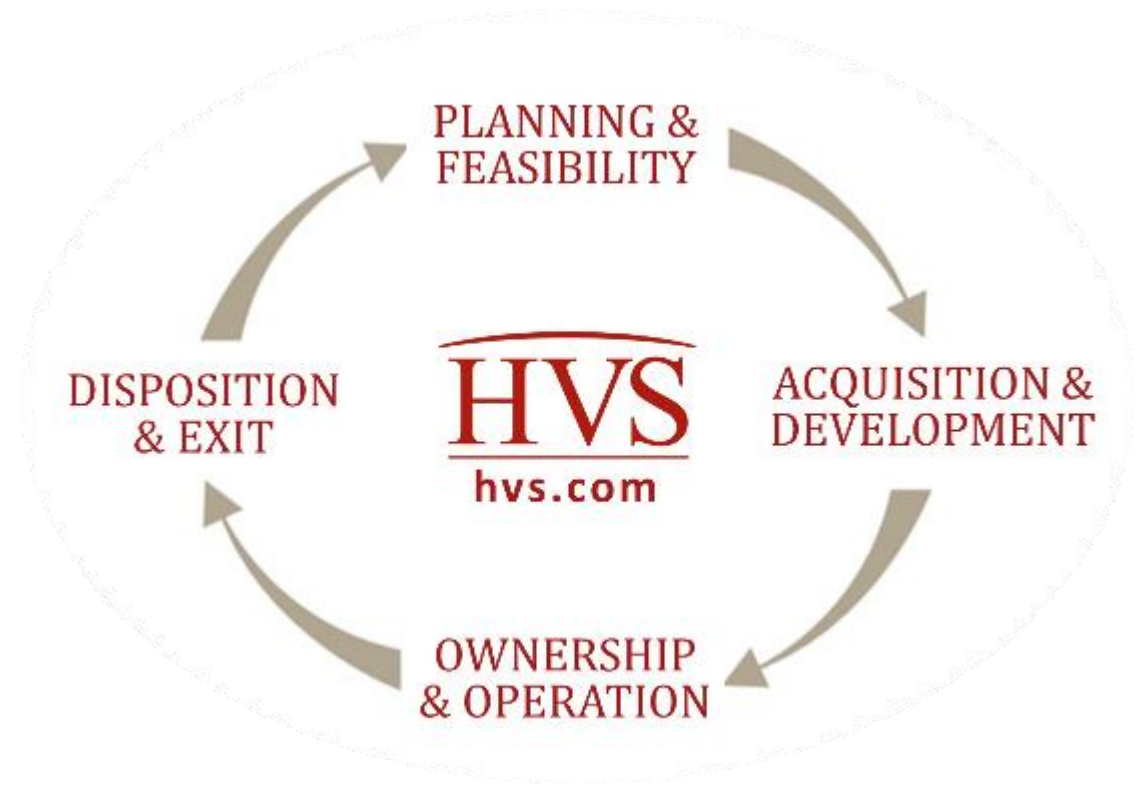 PLANNING &
FEASIBILITY
ACQUISITION &
DEVELOPMENT
OWNERSHIP
& OPERATION
DISPOSITION
& EXIT
HVS
hvs.com